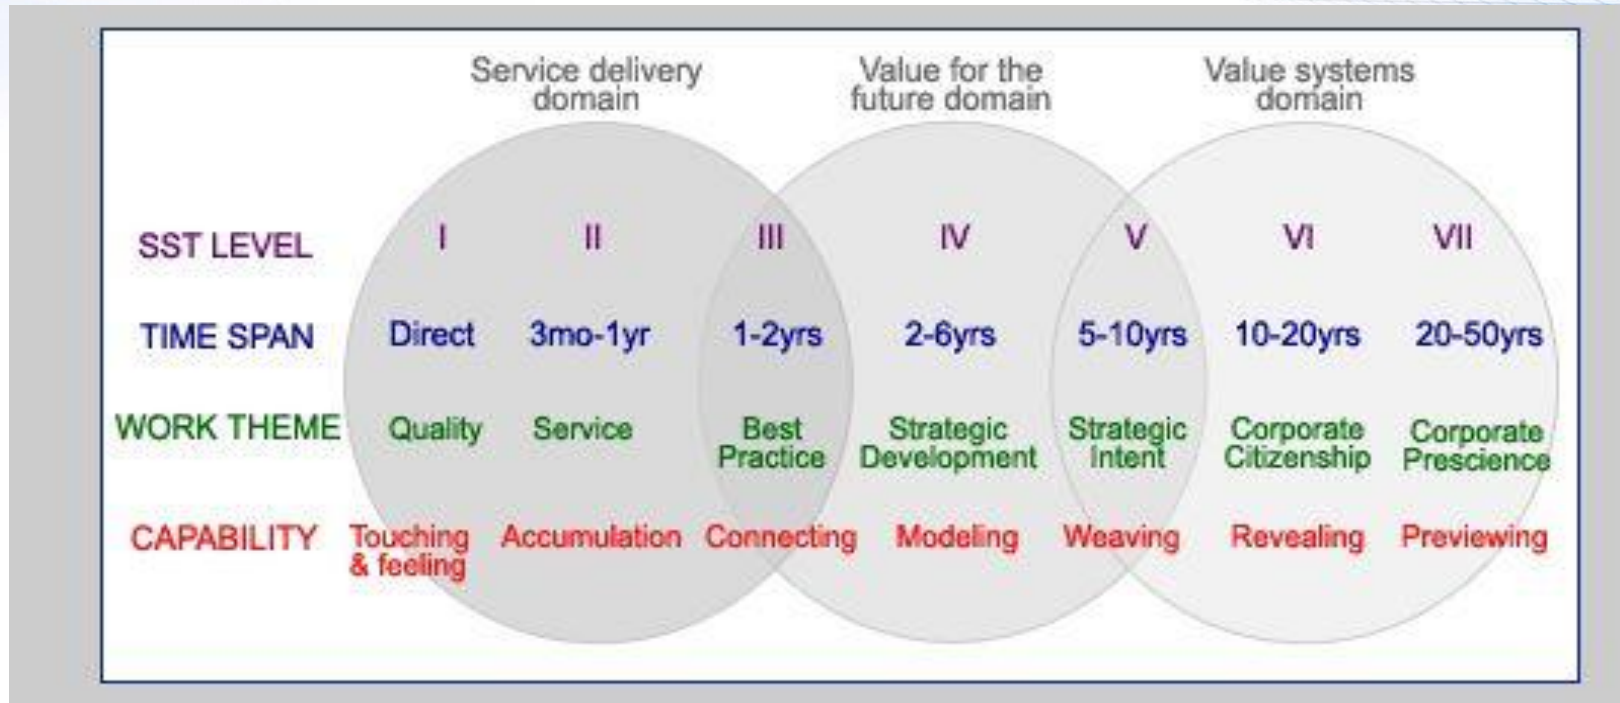 Service delivery
domain
Value for the
future domain
Value systems
domain
SST LEVEL I II III IV V VI VII
TIME SPAN Direct 3mo-1yr 1-2yrs 2-6yrs 5-10yrs 10-20yrs 20-50yrs
WORK THEME Quality Service Best Practice Strategic Development Strategic Intent Corporate Citizenship Corporate Prescience
CAPABILITY Touching & feeling Accumulation Connecting Modeling Weaving Revealing Previewing